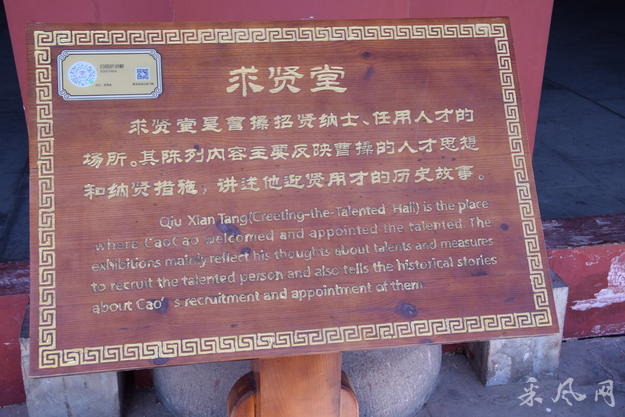 求贤堂
求贤堂是曹操招贤纳士、任用人才的
场所。其陈列内容主要反映曹操的人才思想
和纳贤措施，讲述他迎贤用才的历史故事。
Qiu Xian Tang(Greeting-the-Talented Hall) is the place
where CaoCao welcomed and appointed the talented. The
exhibitions mainly reflect his thoughts about talents and measures
to recruit the talented person and also tells the historical stories
about Cao's recruitment and appointment of them.
采风网